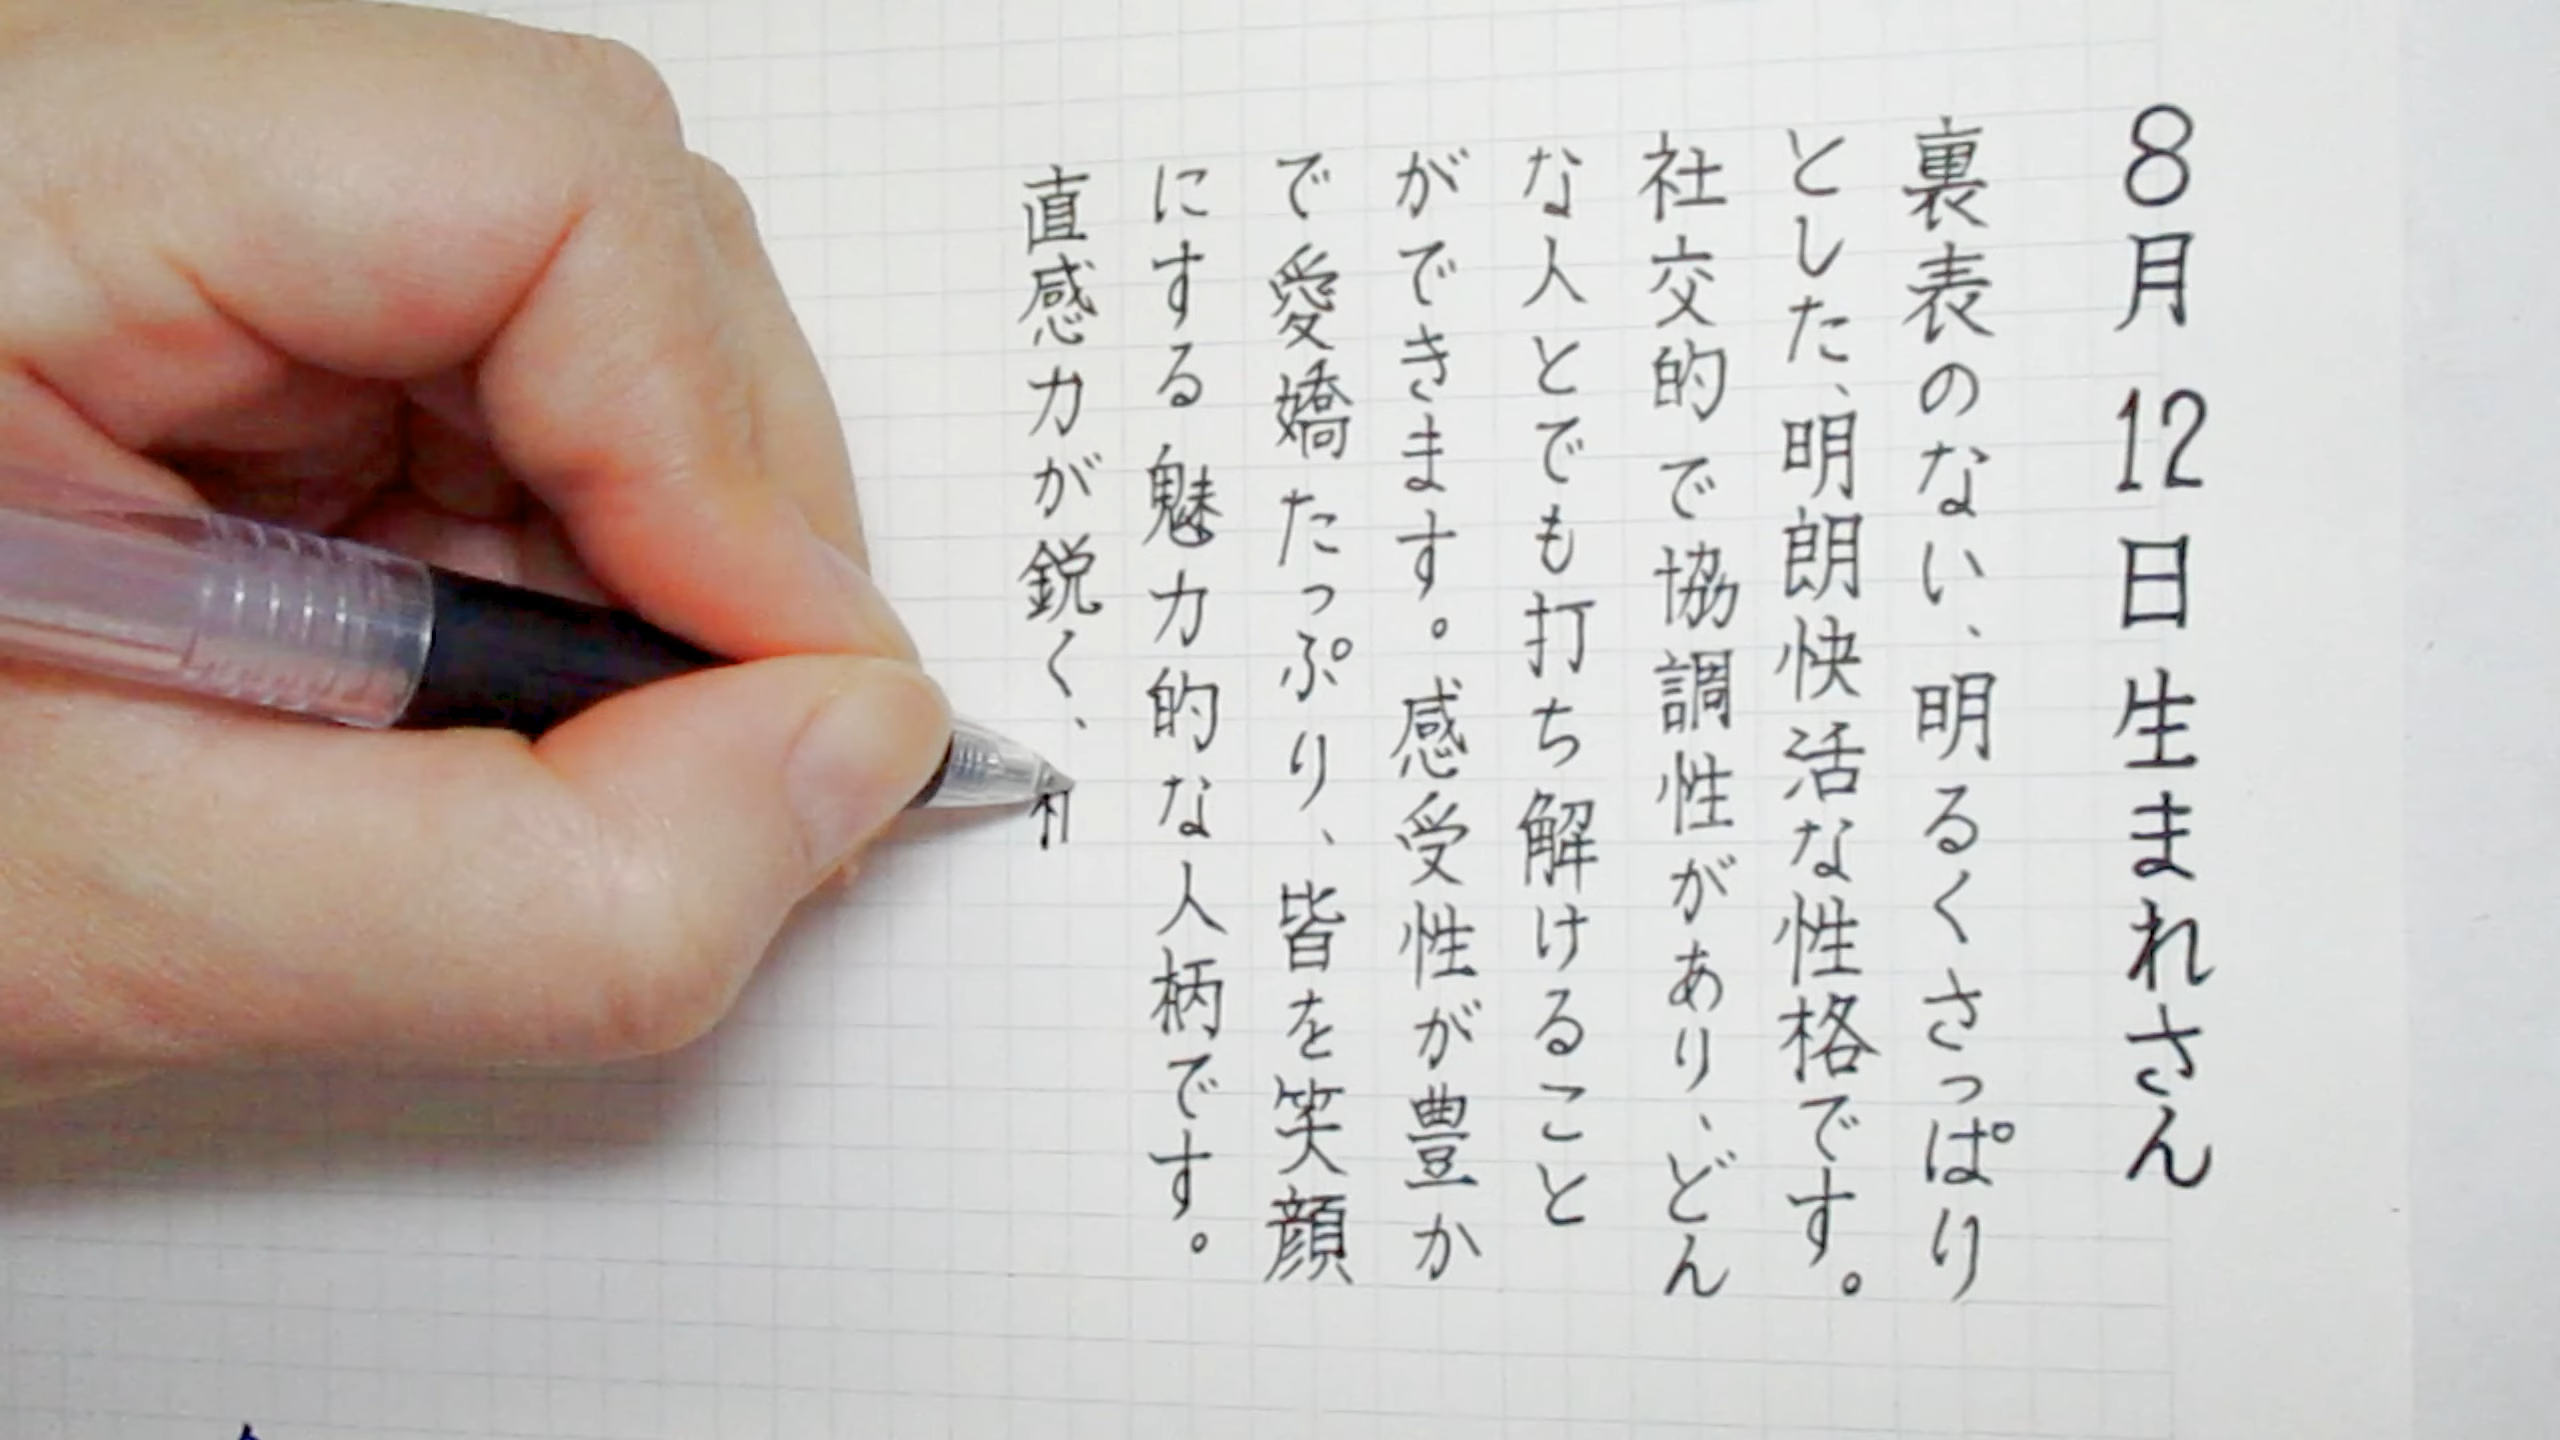 8月12日生まれさん
裏表のない、明るくさっぱり
とした、明朗快活な性格です。
社交的で協調性があり、どん
な人とでも打ち解けること
ができます。感受性が豊か
で愛嬌たっぷり、皆を笑顔
にする魅力的な人柄です。
直感力が鋭く、